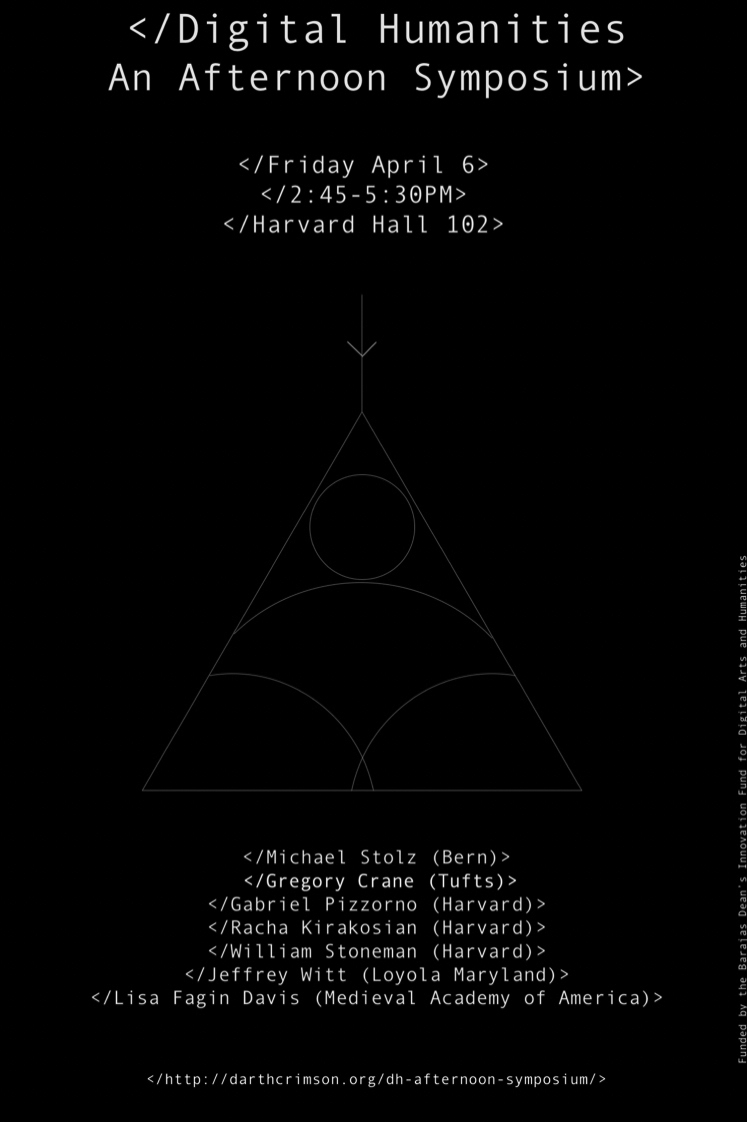 </Digital Humanities
An Afternoon Symposium>
</Friday April 6>
</2:45-5:30PM>
</Harvard Hall 102>
</Michael Stolz (Bern)>
</Gregory Crane (Tufts)>
</Gabriel Pizzorno (Harvard)>
</Racha Kirakosian (Harvard)>
</William Stoneman (Harvard)>
</Jeffrey Witt (Loyola Maryland)>
</Lisa Fagin Davis (Medieval Academy of America)>
</http://darthcrimson.org/dh-afternoon-symposium/>
Funded by the Barajas Dean's Innovation Fund for Digital Arts and Humanities